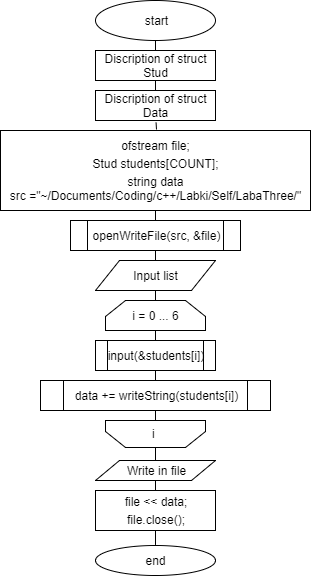 start
Discription of struct
Stud
Discription of struct
Data
ofstream file;
Stud students[COUNT];
string data
src ="~/Documents/Coding/c++/Labki/Self/LabaThree/"
openWriteFile(src, &file)
Input list
i = 0 ... 6
input(&students[i])
data += writeString(students[i])
i
Write in file
file << data;
file.close();
end